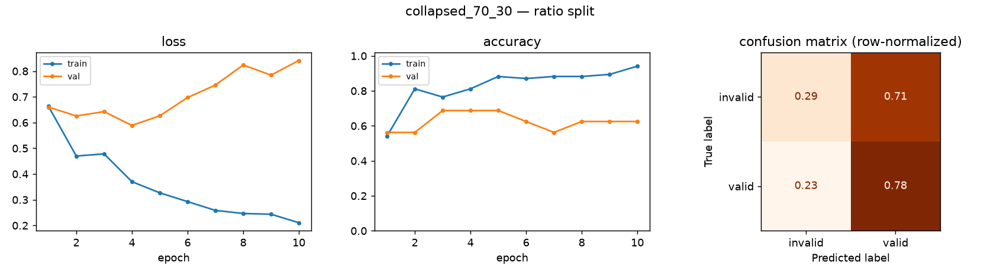 collapsed_70_30 — ratio split
loss
train
val
0.8
0.7
0.6
0.5
0.4
0.3
0.2
2 4 6 8 10
epoch
accuracy
train
val
1.0
0.8
0.6
0.4
0.2
0.0
2 4 6 8 10
epoch
confusion matrix (row-normalized)
True label
invalid 0.29 0.71
valid 0.23 0.78
invalid valid
Predicted label